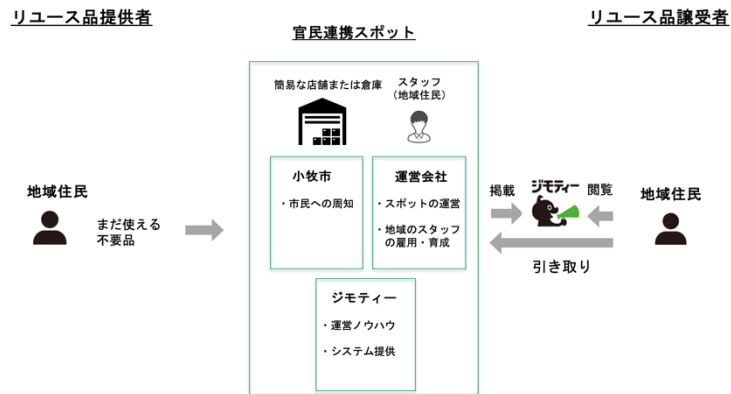 リユース品提供者
官民連携スポット
リユース品譲受者
簡易な店舗または倉庫
スタッフ
(地域住民)
地域住民
まだ使える
不要品
小牧市
・市民への周知
運営会社
・スポットの運営
・地域のスタッフ
の雇用・育成
ジモティー
・運営ノウハウ
・システム提供
掲載
ジモティー
閲覧
引き取り
地域住民